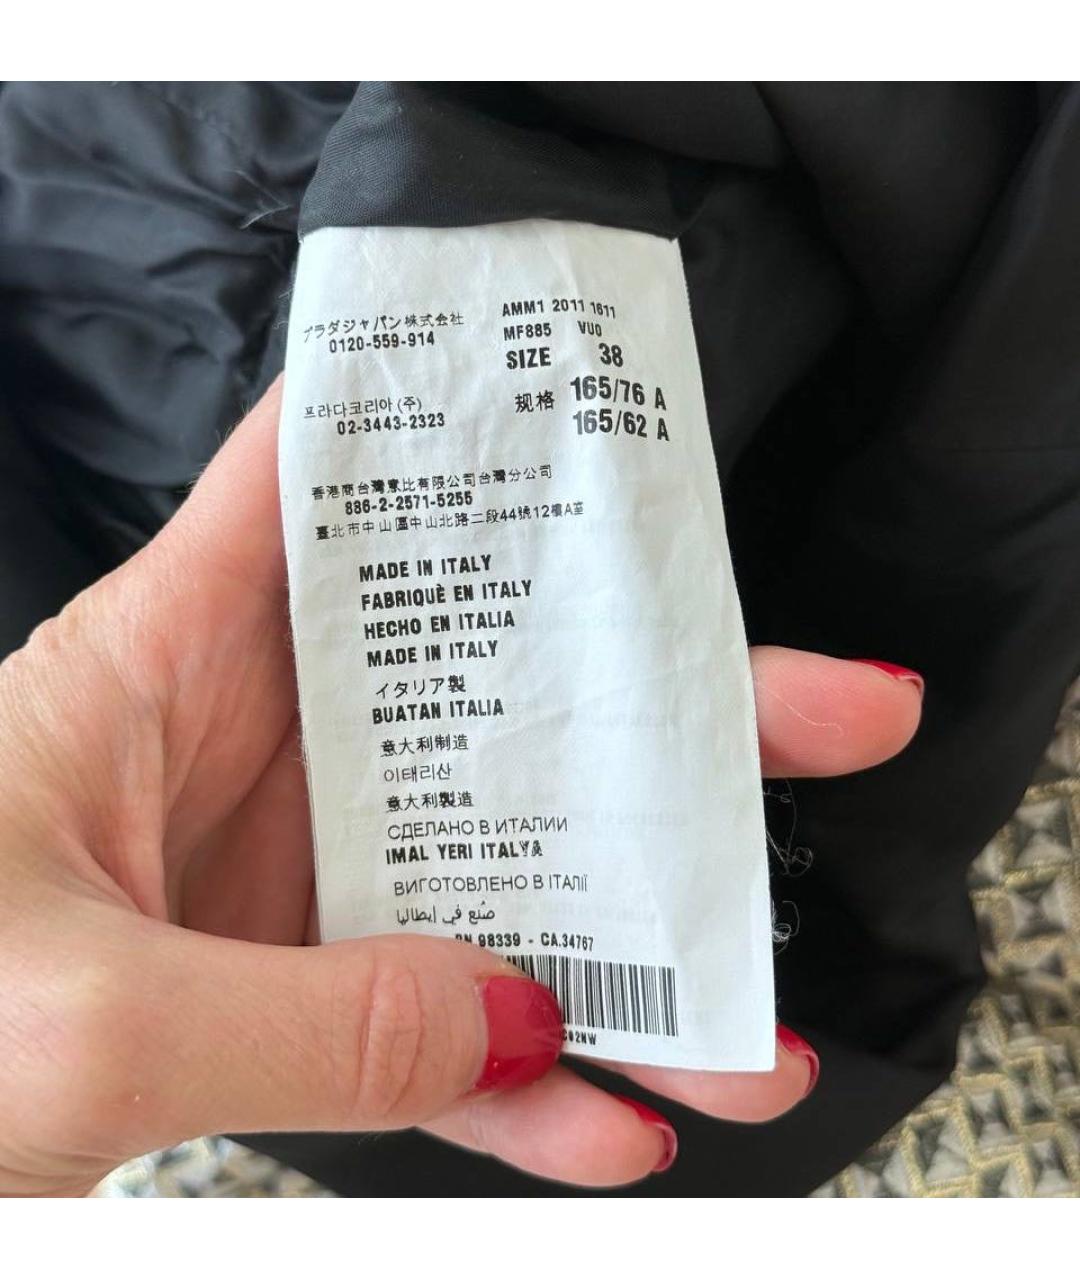 プラダジャパン株式会社
0120-559-914
프라다코리아 (주)
02-3443-2323
香港商台灣惠比有限公司台灣分公司
886-2-2571-5255
臺北市中山區中山北路二段44號12樓A室
AMM1 2011 1611
MF885 VUO
SIZE 38
规格 165/76 A
165/62 A
MADE IN ITALY
FABRIQUÈ EN ITALY
HECHO EN ITALIA
MADE IN ITALY
イタリア製
BUATAN ITALIA
意大利制造
이태리산
意大利製造
СДЕЛАНО В ИТАЛИИ
IMAL YERI ITALYA
ВИГОТОВЛЕНО В ІТАЛІЇ
صُنع في إيطاليا
RN 98339 - CA.34767
C02NW